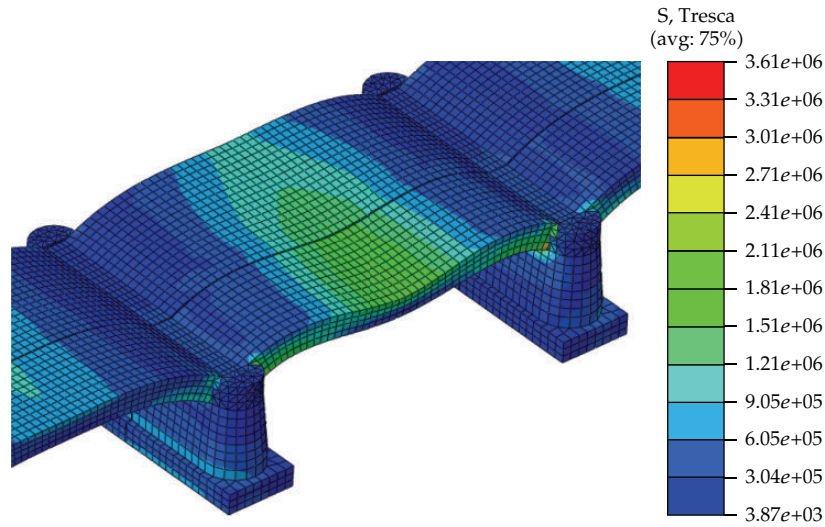 S, Tresca
(avg: 75%)
3.61e+06
3.31e+06
3.01e+06
2.71e+06
2.41e+06
2.11e+06
1.81e+06
1.51e+06
1.21e+06
9.05e+05
6.05e+05
3.04e+05
3.87e+03